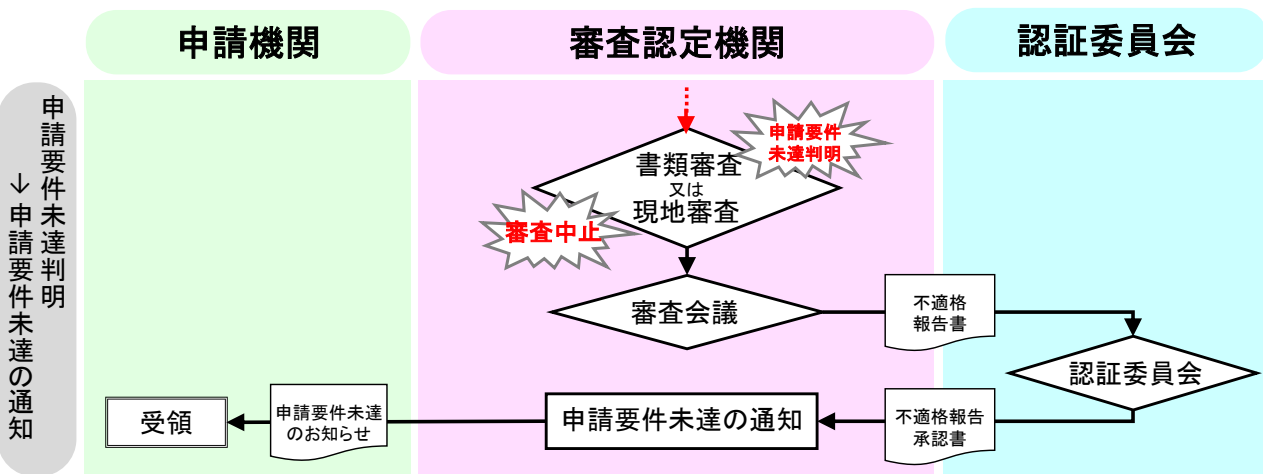 申請機関
審査認定機関
認証委員会
申請要件未達判明
↓申請要件未達の通知
申請要件
未達判明
書類審査
又は
現地審査
審査中止
審査会議
不適格
報告書
認証委員会
不適格報告
承認書
申請要件未達の通知
申請要件未達
のお知らせ
受領